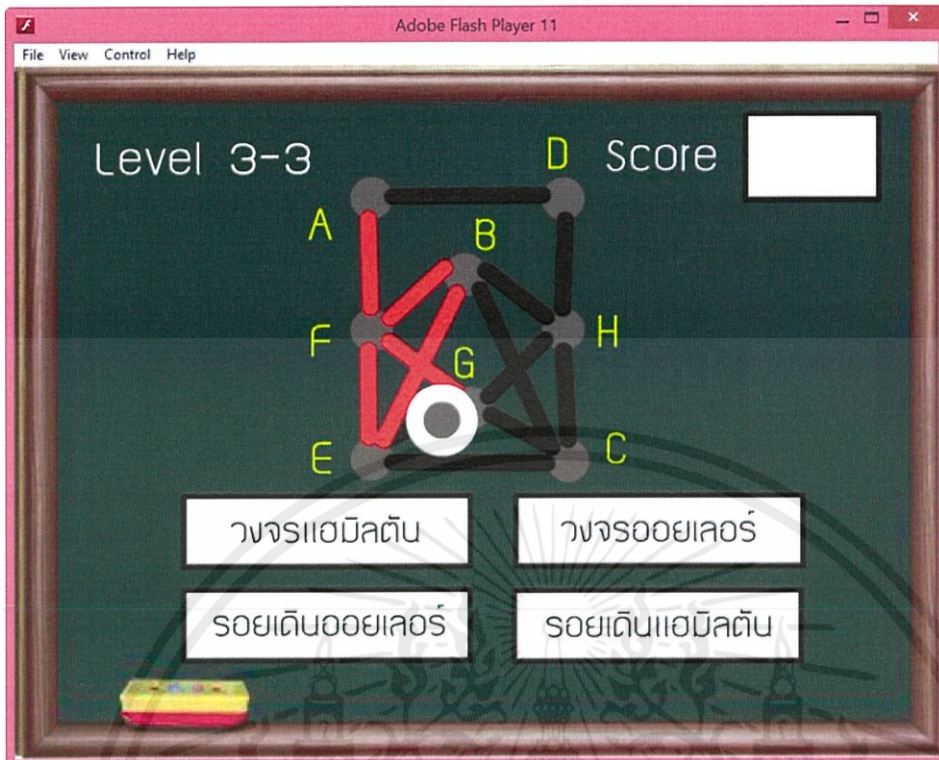 Adobe Flash Player 11
File View Control Help
Level 3-3
D
Score
A
B
F
H
G
E
C
วงจรแฮมิลตัน
วงจรออยเลอร์
รอยเดินออยเลอร์
รอยเดินแฮมิลตัน